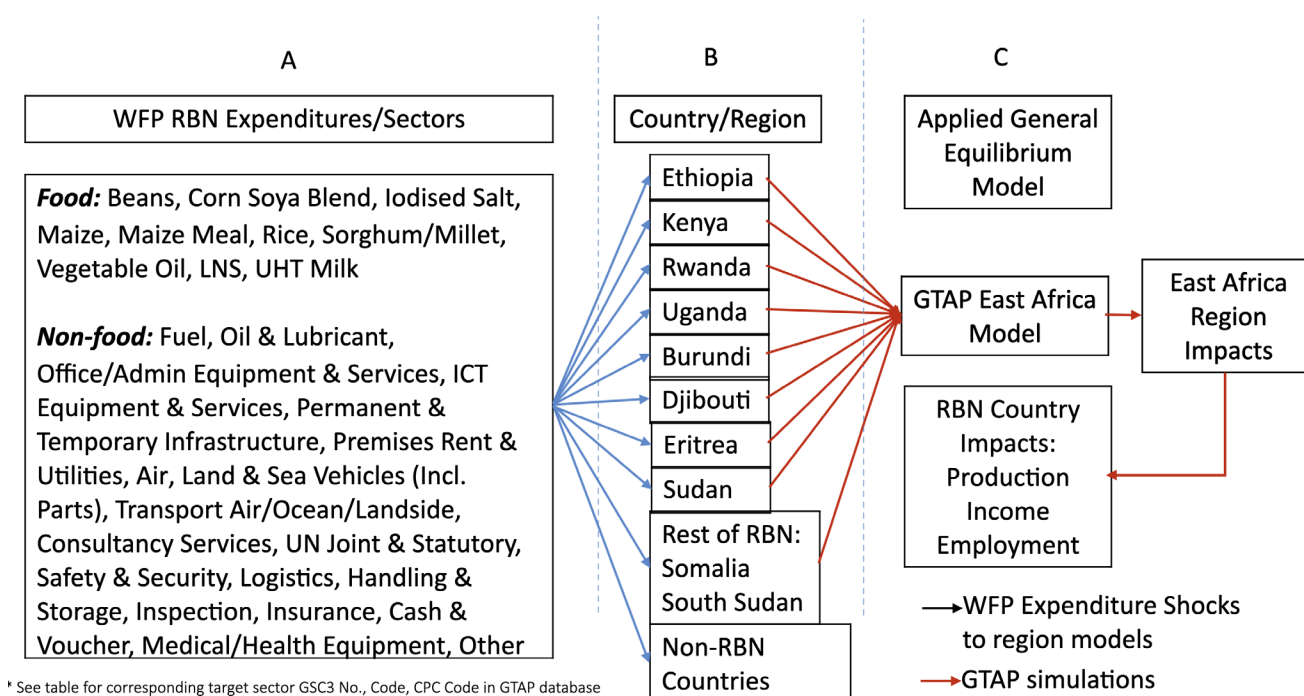 A
WFP RBN Expenditures/Sectors
Food: Beans, Corn Soya Blend, Iodised Salt,
Maize, Maize Meal, Rice, Sorghum/Millet,
Vegetable Oil, LNS, UHT Milk
Non-food: Fuel, Oil & Lubricant,
Office/Admin Equipment & Services, ICT
Equipment & Services, Permanent &
Temporary Infrastructure, Premises Rent &
Utilities, Air, Land & Sea Vehicles (Incl.
Parts), Transport Air/Ocean/Landside,
Consultancy Services, UN Joint & Statutory,
Safety & Security, Logistics, Handling &
Storage, Inspection, Insurance, Cash &
Voucher, Medical/Health Equipment, Other
* See table for corresponding target sector GSC3 No., Code, CPC Code in GTAP database
B
Country/Region
Ethiopia
Kenya
Rwanda
Uganda
Burundi
Djibouti
Eritrea
Sudan
Rest of RBN:
Somalia
South Sudan
Non-RBN
Countries
C
Applied General
Equilibrium
Model
GTAP East Africa
Model
East Africa
Region
Impacts
RBN Country
Impacts:
Production
Income
Employment
WFP Expenditure Shocks
to region models
GTAP simulations